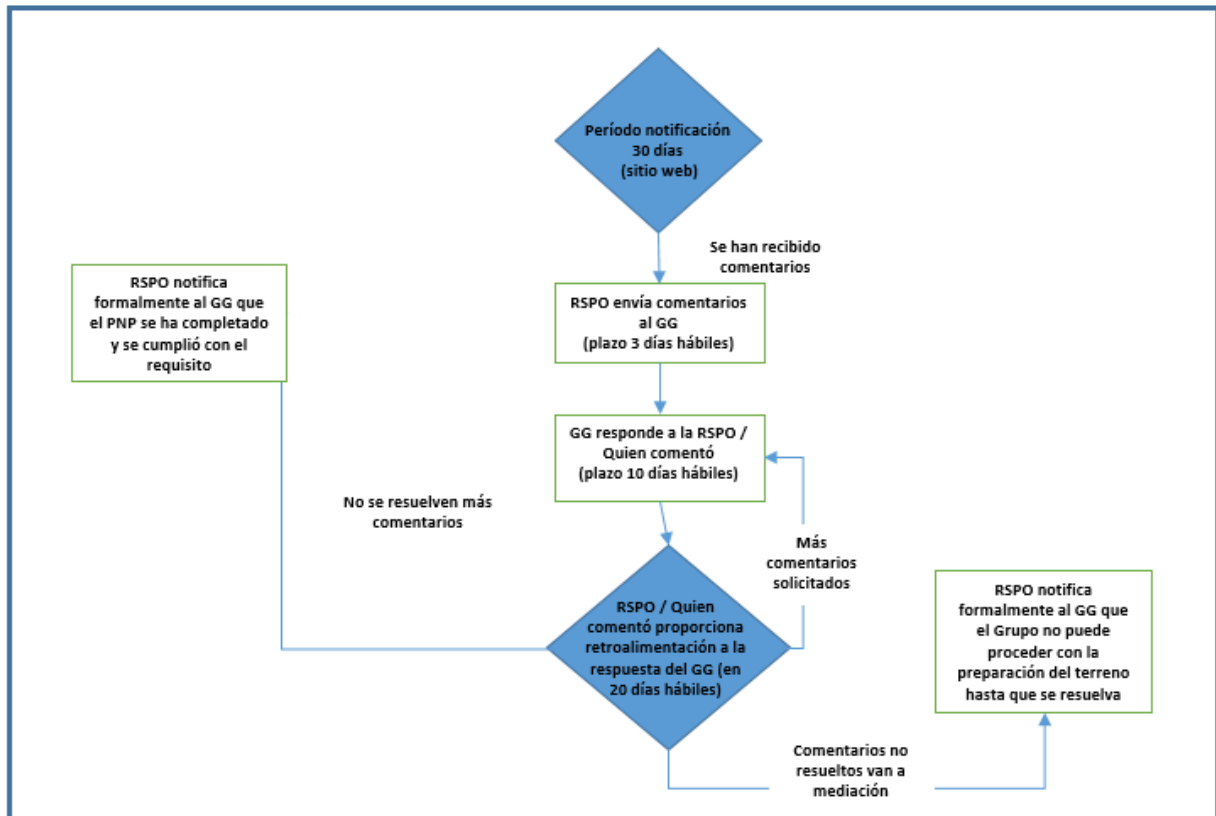 Período notificación
30 días
(sitio web)
Se han recibido
comentarios
RSPO notifica
formalmente al GG que
el PNP se ha completado
y se cumplió con el
requisito
RSPO envía comentarios
al GG
(plazo 3 días hábiles)
GG responde a la RSPO /
Quien comentó
(plazo 10 días hábiles)
No se resuelven más
comentarios
Más
comentarios
solicitados
RSPO / Quien
comentó proporciona
retroalimentación a la
respuesta del GG (en
20 días hábiles)
RSPO notifica
formalmente al GG que
el Grupo no puede
proceder con la
preparación del terreno
hasta que se resuelva
Comentarios no
resueltos van a
mediación